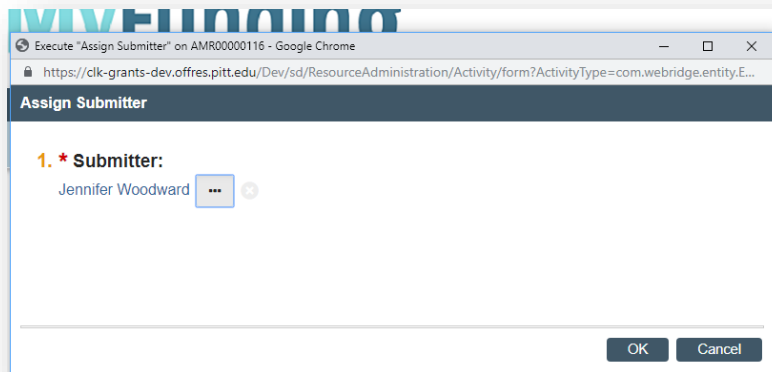 MyFunding
Execute "Assign Submitter" on AMR00000116 - Google Chrome
https://clk-grants-dev.offres.pitt.edu/Dev/sd/ResourceAdministration/Activity/form?ActivityType=com.webridge.entity.E...
Assign Submitter
1. * Submitter:
Jennifer Woodward ...
OK Cancel